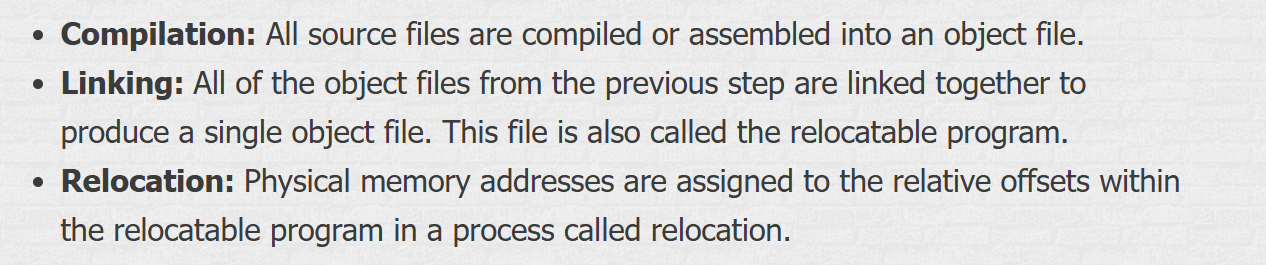 • Compilation: All source files are compiled or assembled into an object file.
• Linking: All of the object files from the previous step are linked together to
produce a single object file. This file is also called the relocatable program.
• Relocation: Physical memory addresses are assigned to the relative offsets within
the relocatable program in a process called relocation.